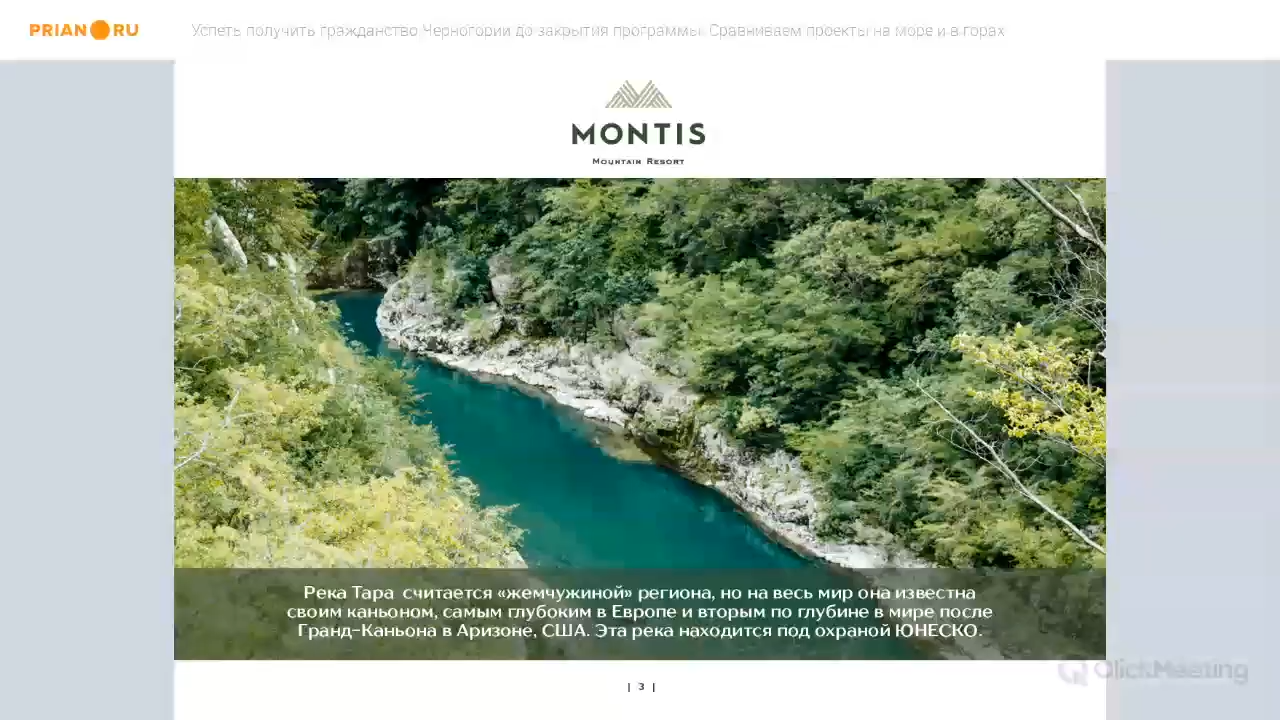 PRIAN RU
Успеть получить гражданство Черногории до закрытия программы. Сравниваем проекты на море и в горах
MONTIS
Mountain Resort
Река Тара считается «жемчужиной» региона, но на весь мир она известна
своим каньоном, самым глубоким в Европе и вторым по глубине в мире после
Гранд-Каньона в Аризоне, США. Эта река находится под охраной ЮНЕСКО.
ClickMeeting
| 3 |